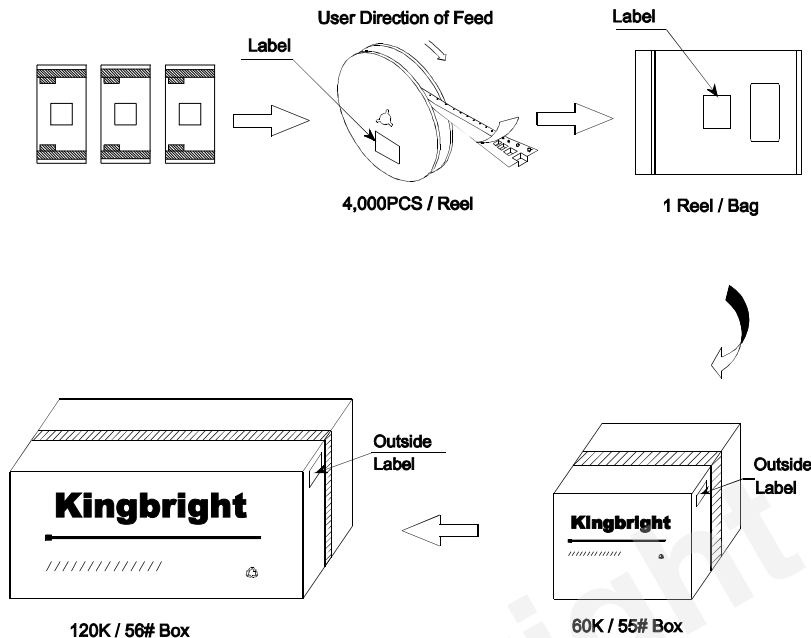 User Direction of Feed
Label
Label
4,000PCS / Reel
1 Reel / Bag
Outside
Label
Kingbright
120K / 56# Box
Outside
Label
Kingbright
60K / 55# Box